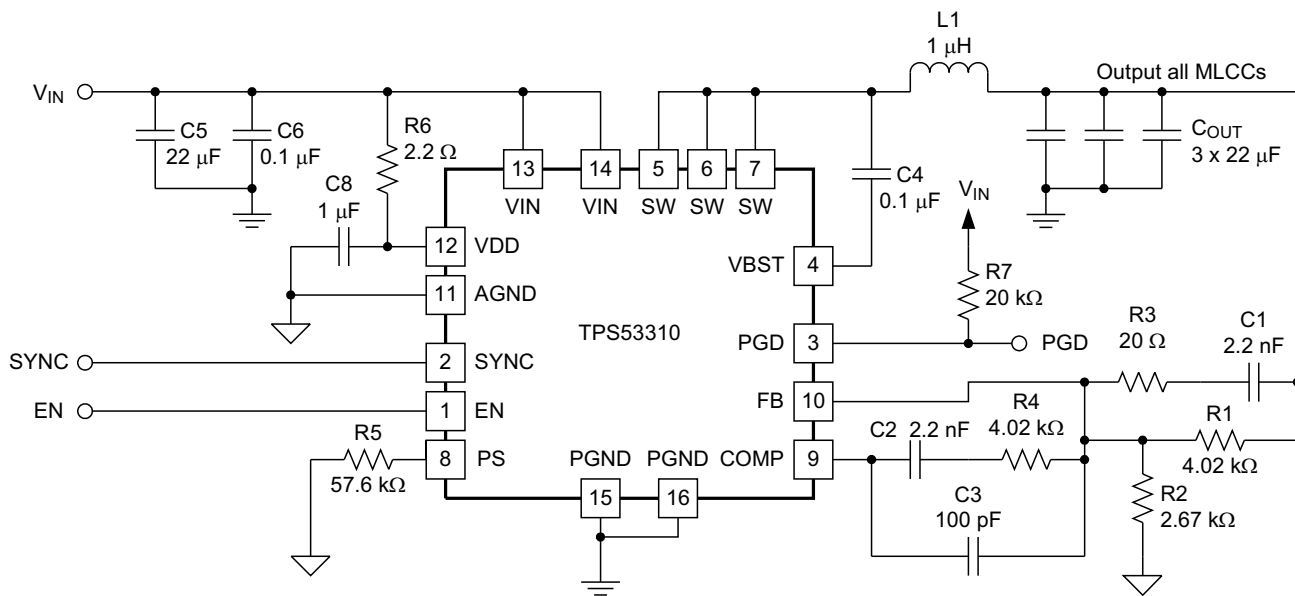 L1
1 μH
Output all MLCCs
V_IN
C5
22 μF
C6
0.1 μF
R6
2.2 Ω
C8
1 μF
13
14
5
6
7
VIN
VIN
SW
SW
SW
C4
0.1 μF
C_OUT
3 x 22 μF
V_IN
12
VDD
VBST
4
R7
20 kΩ
11
AGND
TPS53310
PGD
3
PGD
R3
20 Ω
C1
2.2 nF
SYNC
2
SYNC
EN
1
EN
FB
10
R5
57.6 kΩ
8
PS
PGND
PGND
15
16
COMP
9
C2
2.2 nF
R4
4.02 kΩ
R1
4.02 kΩ
C3
100 pF
R2
2.67 kΩ